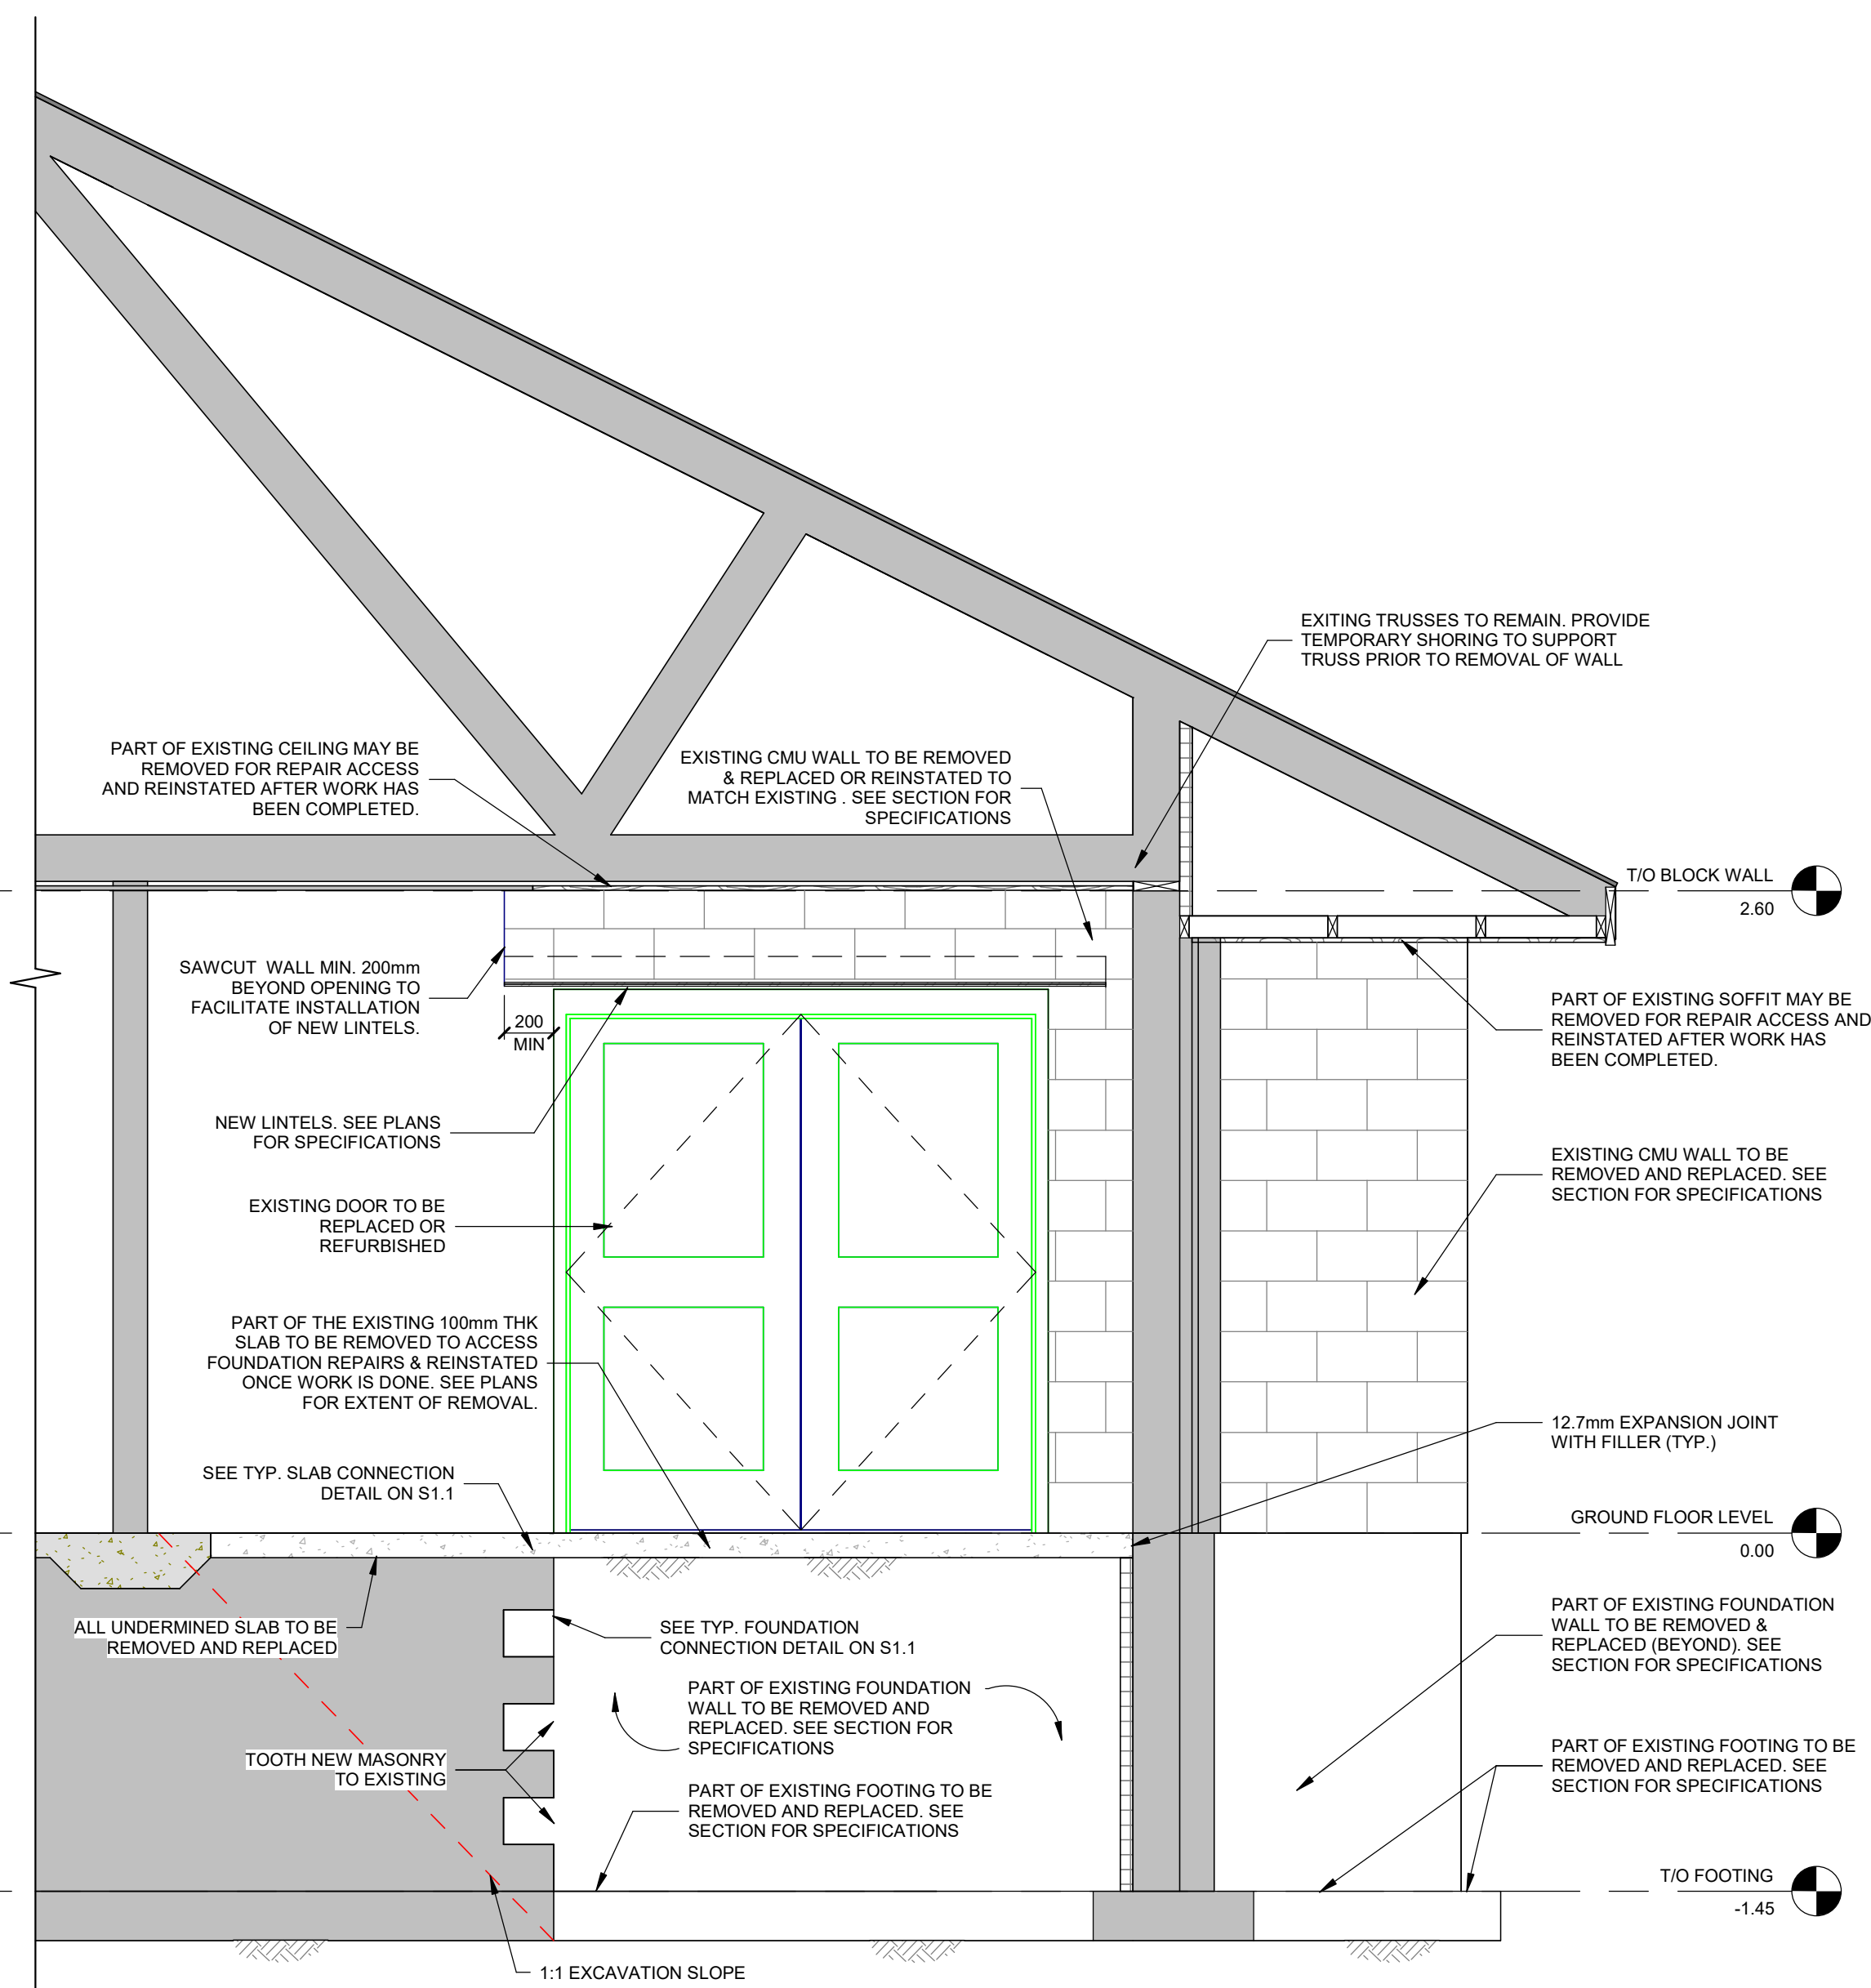 EXITING TRUSSES TO REMAIN. PROVIDE
TEMPORARY SHORING TO SUPPORT
TRUSS PRIOR TO REMOVAL OF WALL
PART OF EXISTING CEILING MAY BE
REMOVED FOR REPAIR ACCESS
AND REINSTATED AFTER WORK HAS
BEEN COMPLETED.
EXISTING CMU WALL TO BE REMOVED
& REPLACED OR REINSTATED TO
MATCH EXISTING . SEE SECTION FOR
SPECIFICATIONS
T/O BLOCK WALL
2.60
SAWCUT WALL MIN. 200mm
BEYOND OPENING TO
FACILITATE INSTALLATION
OF NEW LINTELS.
200
MIN
PART OF EXISTING SOFFIT MAY BE
REMOVED FOR REPAIR ACCESS AND
REINSTATED AFTER WORK HAS
BEEN COMPLETED.
NEW LINTELS. SEE PLANS
FOR SPECIFICATIONS
EXISTING CMU WALL TO BE
REMOVED AND REPLACED. SEE
SECTION FOR SPECIFICATIONS
EXISTING DOOR TO BE
REPLACED OR
REFURBISHED
PART OF THE EXISTING 100mm THK
SLAB TO BE REMOVED TO ACCESS
FOUNDATION REPAIRS & REINSTATED
ONCE WORK IS DONE. SEE PLANS
FOR EXTENT OF REMOVAL.
12.7mm EXPANSION JOINT
WITH FILLER (TYP.)
SEE TYP. SLAB CONNECTION
DETAIL ON S1.1
GROUND FLOOR LEVEL
0.00
ALL UNDERMINED SLAB TO BE
REMOVED AND REPLACED
SEE TYP. FOUNDATION
CONNECTION DETAIL ON S1.1
PART OF EXISTING FOUNDATION
WALL TO BE REMOVED &
REPLACED (BEYOND). SEE
SECTION FOR SPECIFICATIONS
PART OF EXISTING FOUNDATION
WALL TO BE REMOVED AND
REPLACED. SEE SECTION FOR
SPECIFICATIONS
TOOTH NEW MASONRY
TO EXISTING
PART OF EXISTING FOOTING TO BE
REMOVED AND REPLACED. SEE
SECTION FOR SPECIFICATIONS
PART OF EXISTING FOOTING TO BE
REMOVED AND REPLACED. SEE
SECTION FOR SPECIFICATIONS
T/O FOOTING
-1.45
1:1 EXCAVATION SLOPE